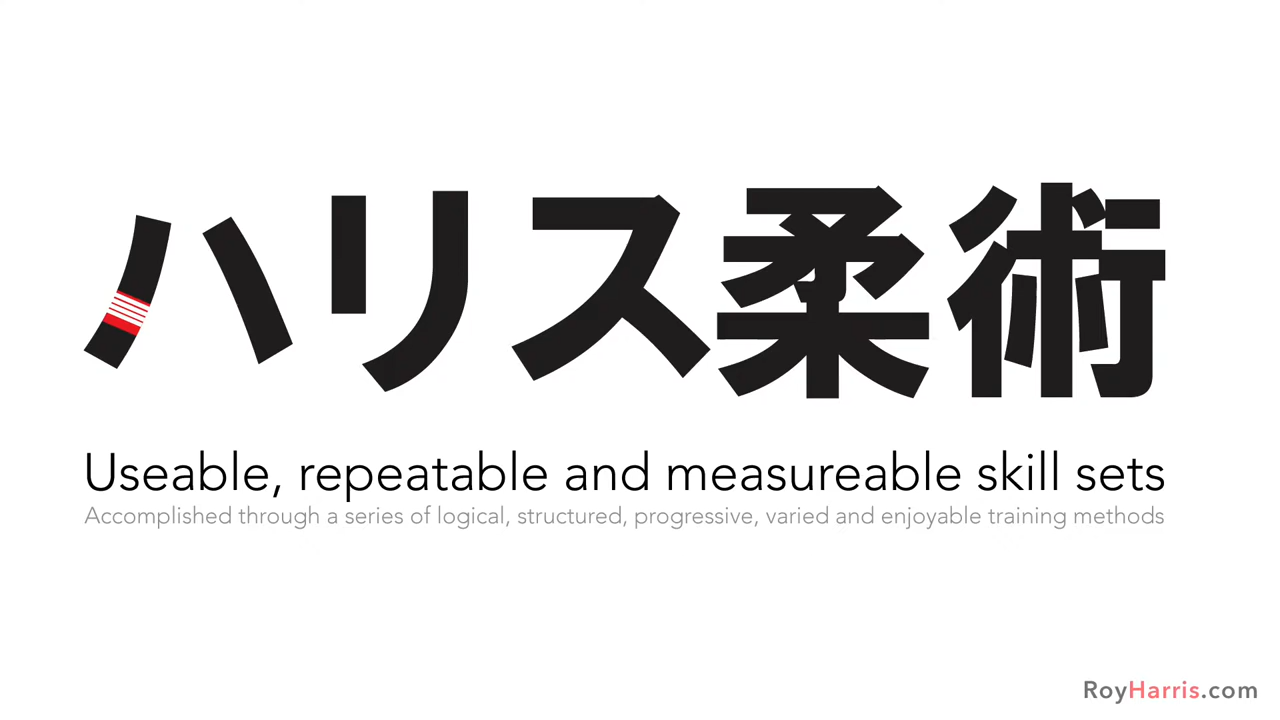 ハリス柔術
Useable, repeatable and measureable skill sets
Accomplished through a series of logical, structured, progressive, varied and enjoyable training methods
RoyHarris.com